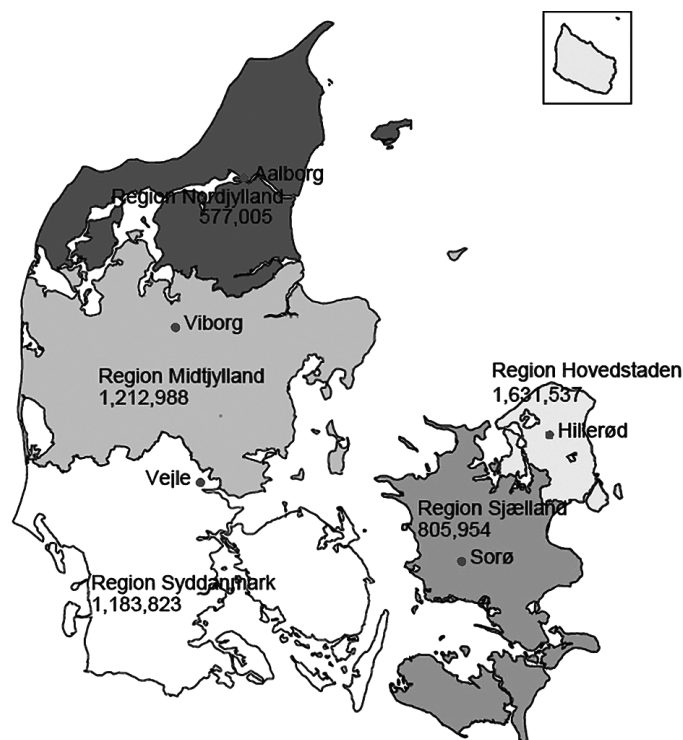 Aalborg
Region Nordjylland
577,005
Viborg
Region Midtjylland
1,212,988
Region Hovedstaden
1,631,537
Hillerød
Vejle
Region Sjælland
805,954
Sorø
Region Syddanmark
1,183,823